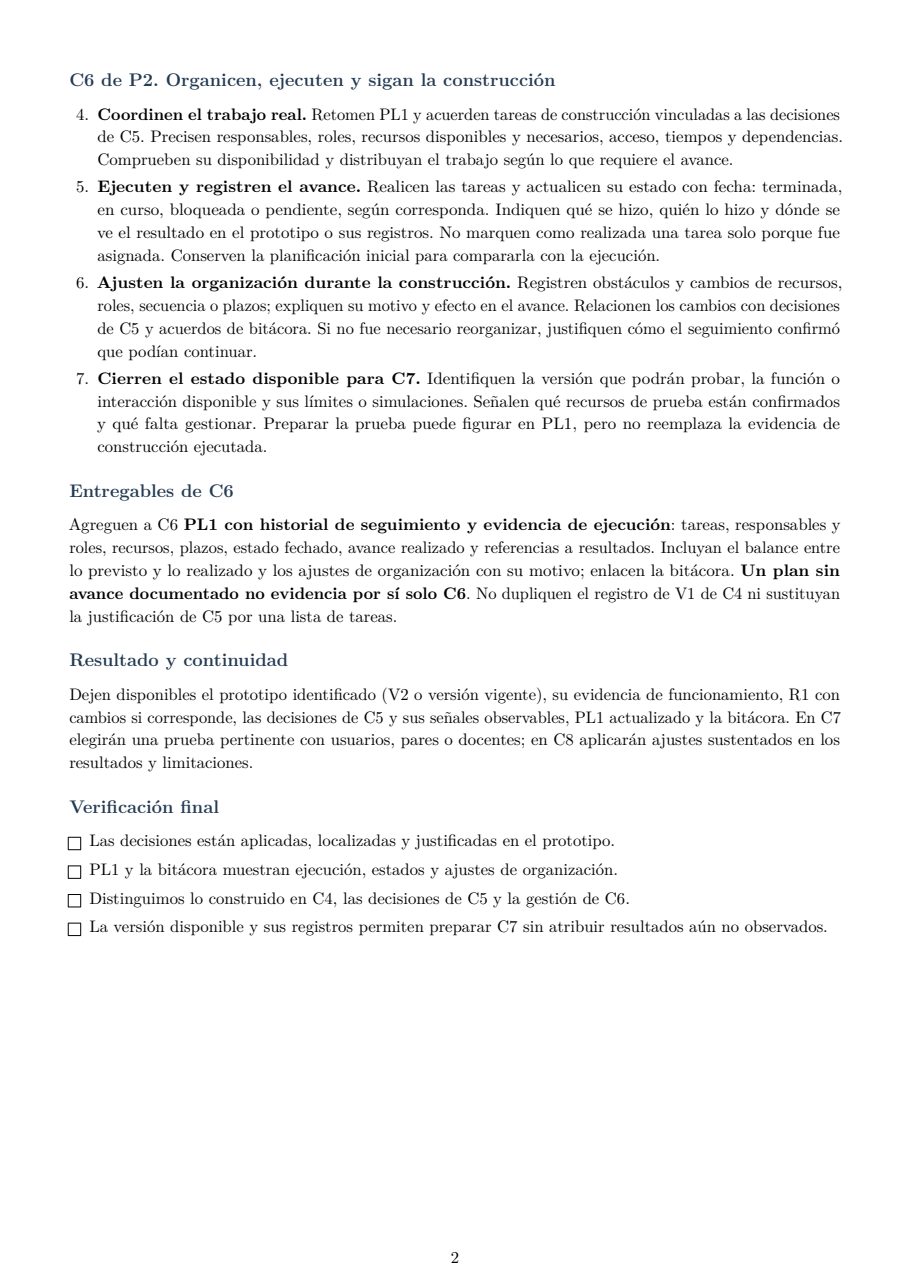 C6 de P2. Organicen, ejecuten y sigan la construcción
4. Coordinen el trabajo real. Retomen PL1 y acuerden tareas de construcción vinculadas a las decisiones
de C5. Precisen responsables, roles, recursos disponibles y necesarios, acceso, tiempos y dependencias.
Comprueben su disponibilidad y distribuyan el trabajo según lo que requiere el avance.
5. Ejecuten y registren el avance. Realicen las tareas y actualicen su estado con fecha: terminada,
en curso, bloqueada o pendiente, según corresponda. Indiquen qué se hizo, quién lo hizo y dónde se
ve el resultado en el prototipo o sus registros. No marquen como realizada una tarea solo porque fue
asignada. Conserven la planificación inicial para compararla con la ejecución.
6. Ajusten la organización durante la construcción. Registren obstáculos y cambios de recursos,
roles, secuencia o plazos; expliquen su motivo y efecto en el avance. Relacionen los cambios con decisiones
de C5 y acuerdos de bitácora. Si no fue necesario reorganizar, justifiquen cómo el seguimiento confirmó
que podían continuar.
7. Cierren el estado disponible para C7. Identifiquen la versión que podrán probar, la función o
interacción disponible y sus límites o simulaciones. Señalen qué recursos de prueba están confirmados
y qué falta gestionar. Preparar la prueba puede figurar en PL1, pero no reemplaza la evidencia de
construcción ejecutada.
Entregables de C6
Agreguen a C6 PL1 con historial de seguimiento y evidencia de ejecución: tareas, responsables y
roles, recursos, plazos, estado fechado, avance realizado y referencias a resultados. Incluyan el balance entre
lo previsto y lo realizado y los ajustes de organización con su motivo; enlacen la bitácora. Un plan sin
avance documentado no evidencia por sí solo C6. No dupliquen el registro de V1 de C4 ni sustituyan
la justificación de C5 por una lista de tareas.
Resultado y continuidad
Dejen disponibles el prototipo identificado (V2 o versión vigente), su evidencia de funcionamiento, R1 con
cambios si corresponde, las decisiones de C5 y sus señales observables, PL1 actualizado y la bitácora. En C7
elegirán una prueba pertinente con usuarios, pares o docentes; en C8 aplicarán ajustes sustentados en los
resultados y limitaciones.
Verificación final
Las decisiones están aplicadas, localizadas y justificadas en el prototipo.
PL1 y la bitácora muestran ejecución, estados y ajustes de organización.
Distinguimos lo construido en C4, las decisiones de C5 y la gestión de C6.
La versión disponible y sus registros permiten preparar C7 sin atribuir resultados aún no observados.
2